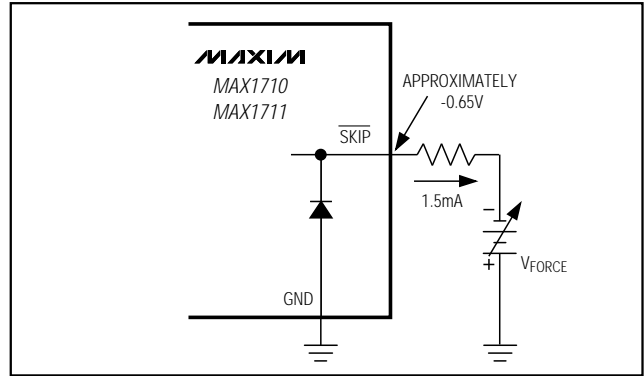 MAXIM
MAX1710
MAX1711
APPROXIMATELY
-0.65V
SKIP
1.5mA
−
+
VFORCE
GND